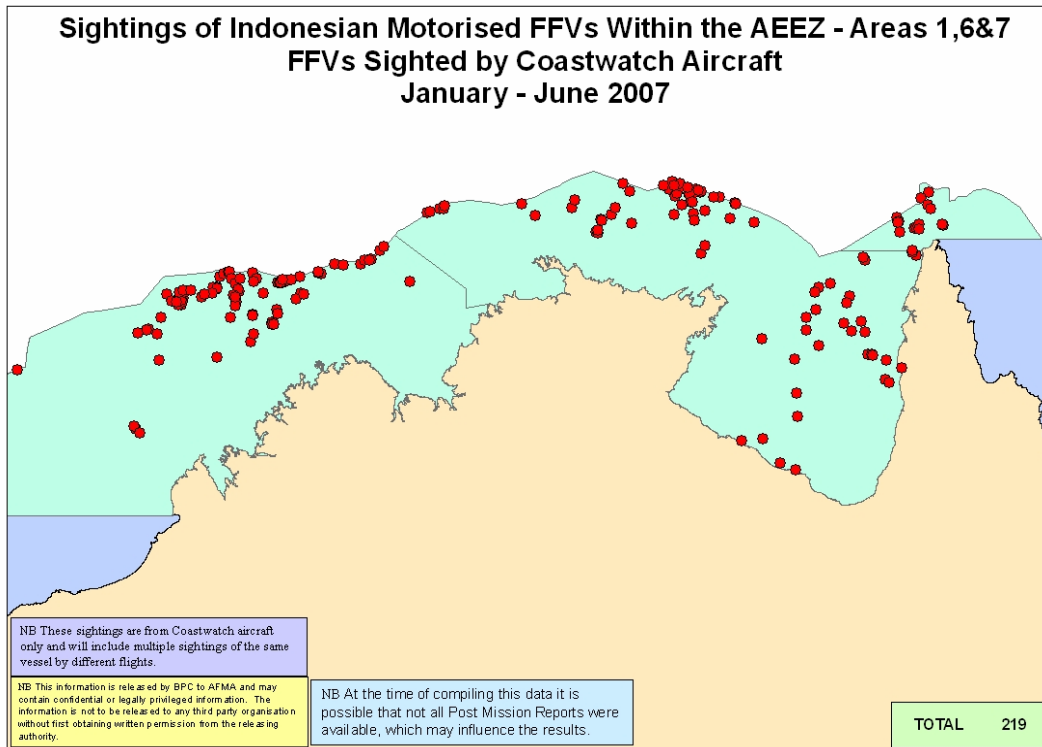 Sightings of Indonesian Motorised FFVs Within the AEEZ - Areas 1,6&7
FFVs Sighted by Coastwatch Aircraft
January - June 2007
NB These sightings are from Coastwatch aircraft
only and will include multiple sightings of the same
vessel by different flights.
NB This information is released by BPC to AFMA and may
contain confidential or legally privileged information. The
information is not to be released to any third party organisation
without first obtaining written permission from the releasing
authority.
NB At the time of compiling this data it is
possible that not all Post Mission Reports were
available, which may influence the results.
TOTAL 219